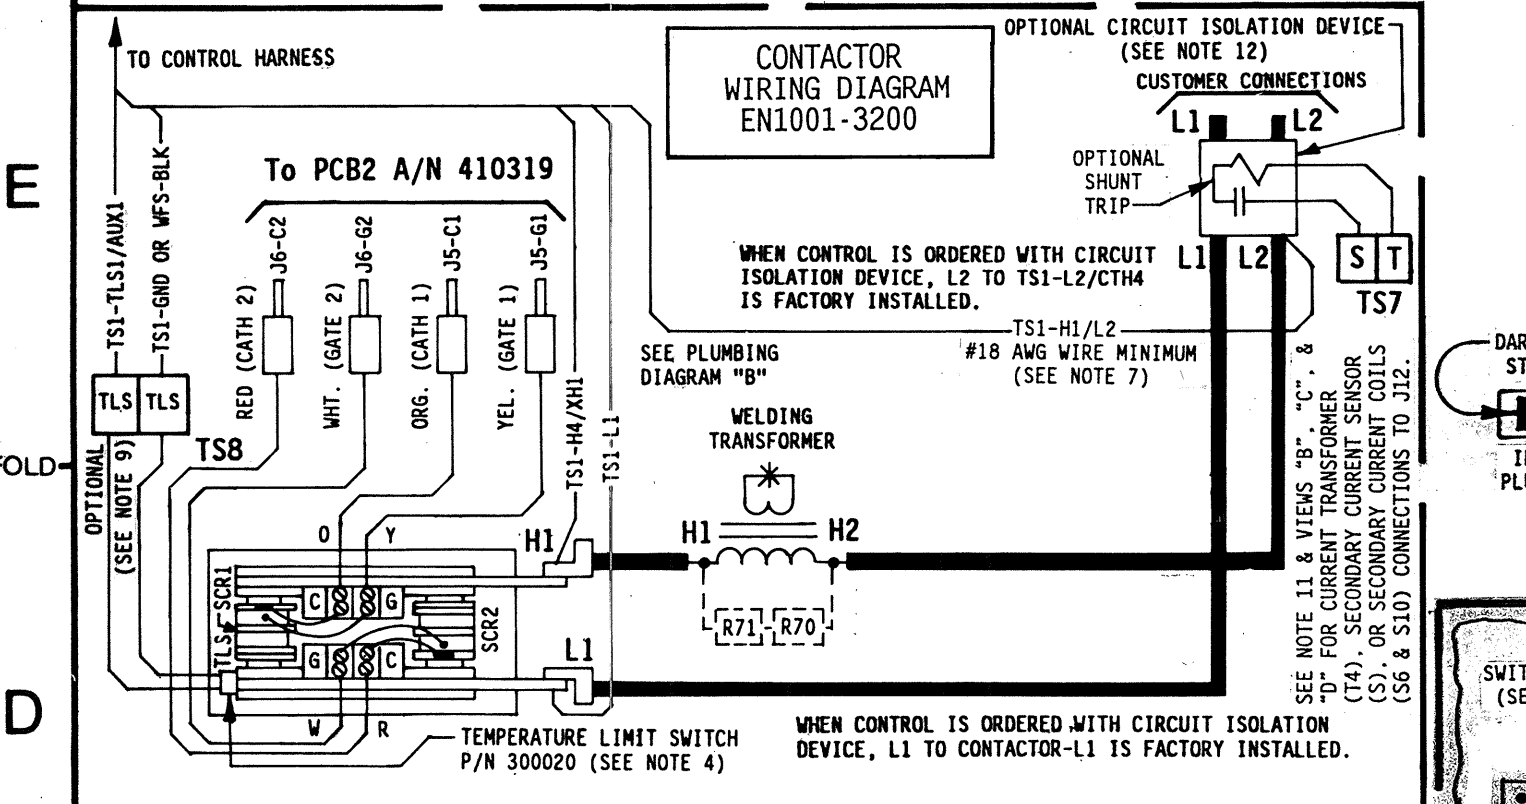 TO CONTROL HARNESS
CONTACTOR
WIRING DIAGRAM
EN1001-3200
OPTIONAL CIRCUIT ISOLATION DEVICE
(SEE NOTE 12)
CUSTOMER CONNECTIONS
L1
L2
OPTIONAL
SHUNT
TRIP
L1
L2
S
T
TS7
E
To PCB2 A/N 410319
TS1-TLS1/AUX1
TS1-GND OR WFS-BLK
J6-C2
J6-G2
J5-C1
J5-G1
RED (CATH 2)
WHT. (GATE 2)
ORG. (CATH 1)
YEL. (GATE 1)
TLS
TLS
TS8
OPTIONAL
(SEE NOTE 9)
WHEN CONTROL IS ORDERED WITH CIRCUIT
ISOLATION DEVICE, L2 TO TS1-L2/CTH4
IS FACTORY INSTALLED.
TS1-H1/L2
#18 AWG WIRE MINIMUM
(SEE NOTE 7)
SEE PLUMBING
DIAGRAM "B"
TS1-H4/XH1
TS1-L1
WELDING
TRANSFORMER
H1
H2
R71
R70
FOLD
O
Y
H1
SCR1
TLS
C
G
G
C
SCR2
L1
W
R
D
TEMPERATURE LIMIT SWITCH
P/N 300020 (SEE NOTE 4)
WHEN CONTROL IS ORDERED WITH CIRCUIT ISOLATION
DEVICE, L1 TO CONTACTOR-L1 IS FACTORY INSTALLED.
SEE NOTE 11 & VIEWS "B", "C", &
"D" FOR CURRENT TRANSFORMER
(T4), SECONDARY CURRENT SENSOR
(S), OR SECONDARY CURRENT COILS
(S6 & S10) CONNECTIONS TO J12.
DAR
ST
PL
SWIT
(SE